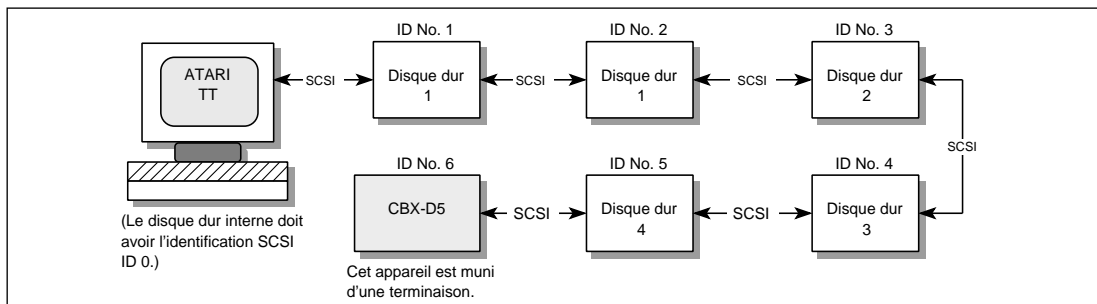 ID No. 1
ID No. 2
ID No. 3
ATARI
TT
SCSI
Disque dur
1
SCSI
Disque dur
1
SCSI
Disque dur
2
SCSI
ID No. 6
ID No. 5
ID No. 4
CBX-D5
SCSI
Disque dur
4
SCSI
Disque dur
3
(Le disque dur interne doit
avoir l'identification SCSI
ID 0.)
Cet appareil est muni
d'une terminaison.